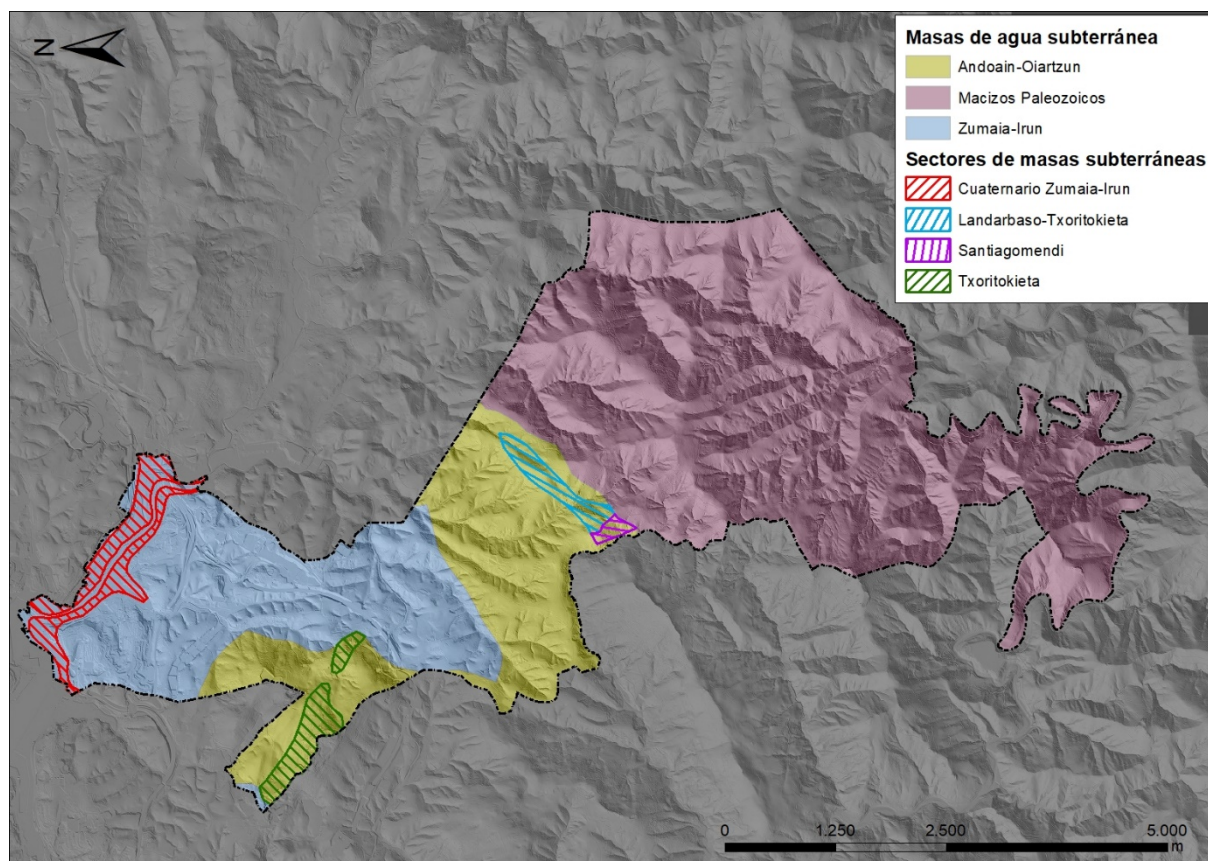 N
Masas de agua subterránea
Andoain-Oiartzun
Macizos Paleozoicos
Zumaia-Irun
Sectores de masas subterráneas
Cuaternario Zumaia-Irun
Landarbaso-Txoritokieta
Santiagomendi
Txoritokieta
0 1.250 2.500 5.000
m